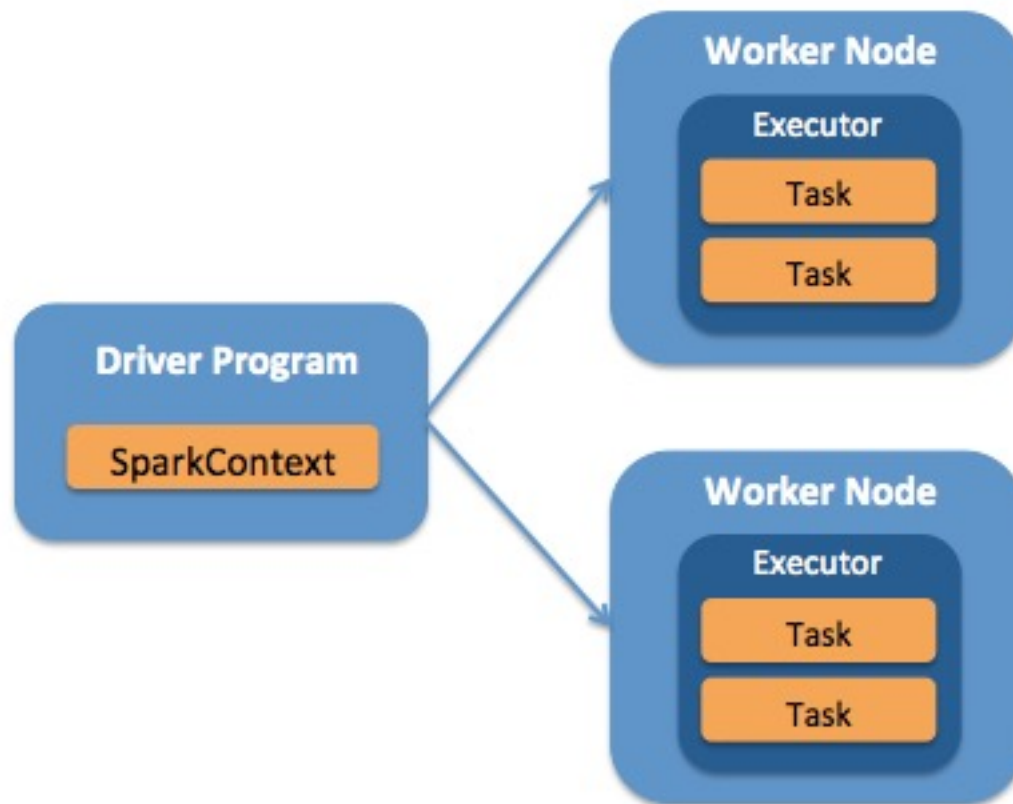 Driver Program
SparkContext
Worker Node
Executor
Task
Task
Worker Node
Executor
Task
Task